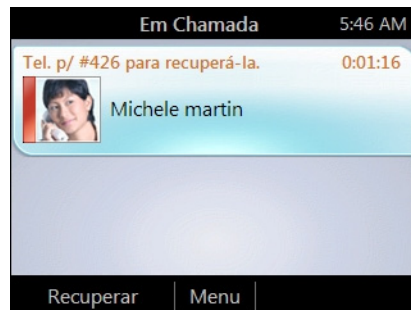 Em Chamada 5:46 AM
Tel. p/ #426 para recuperá-la. 0:01:16
Michele martin
Recuperar Menu